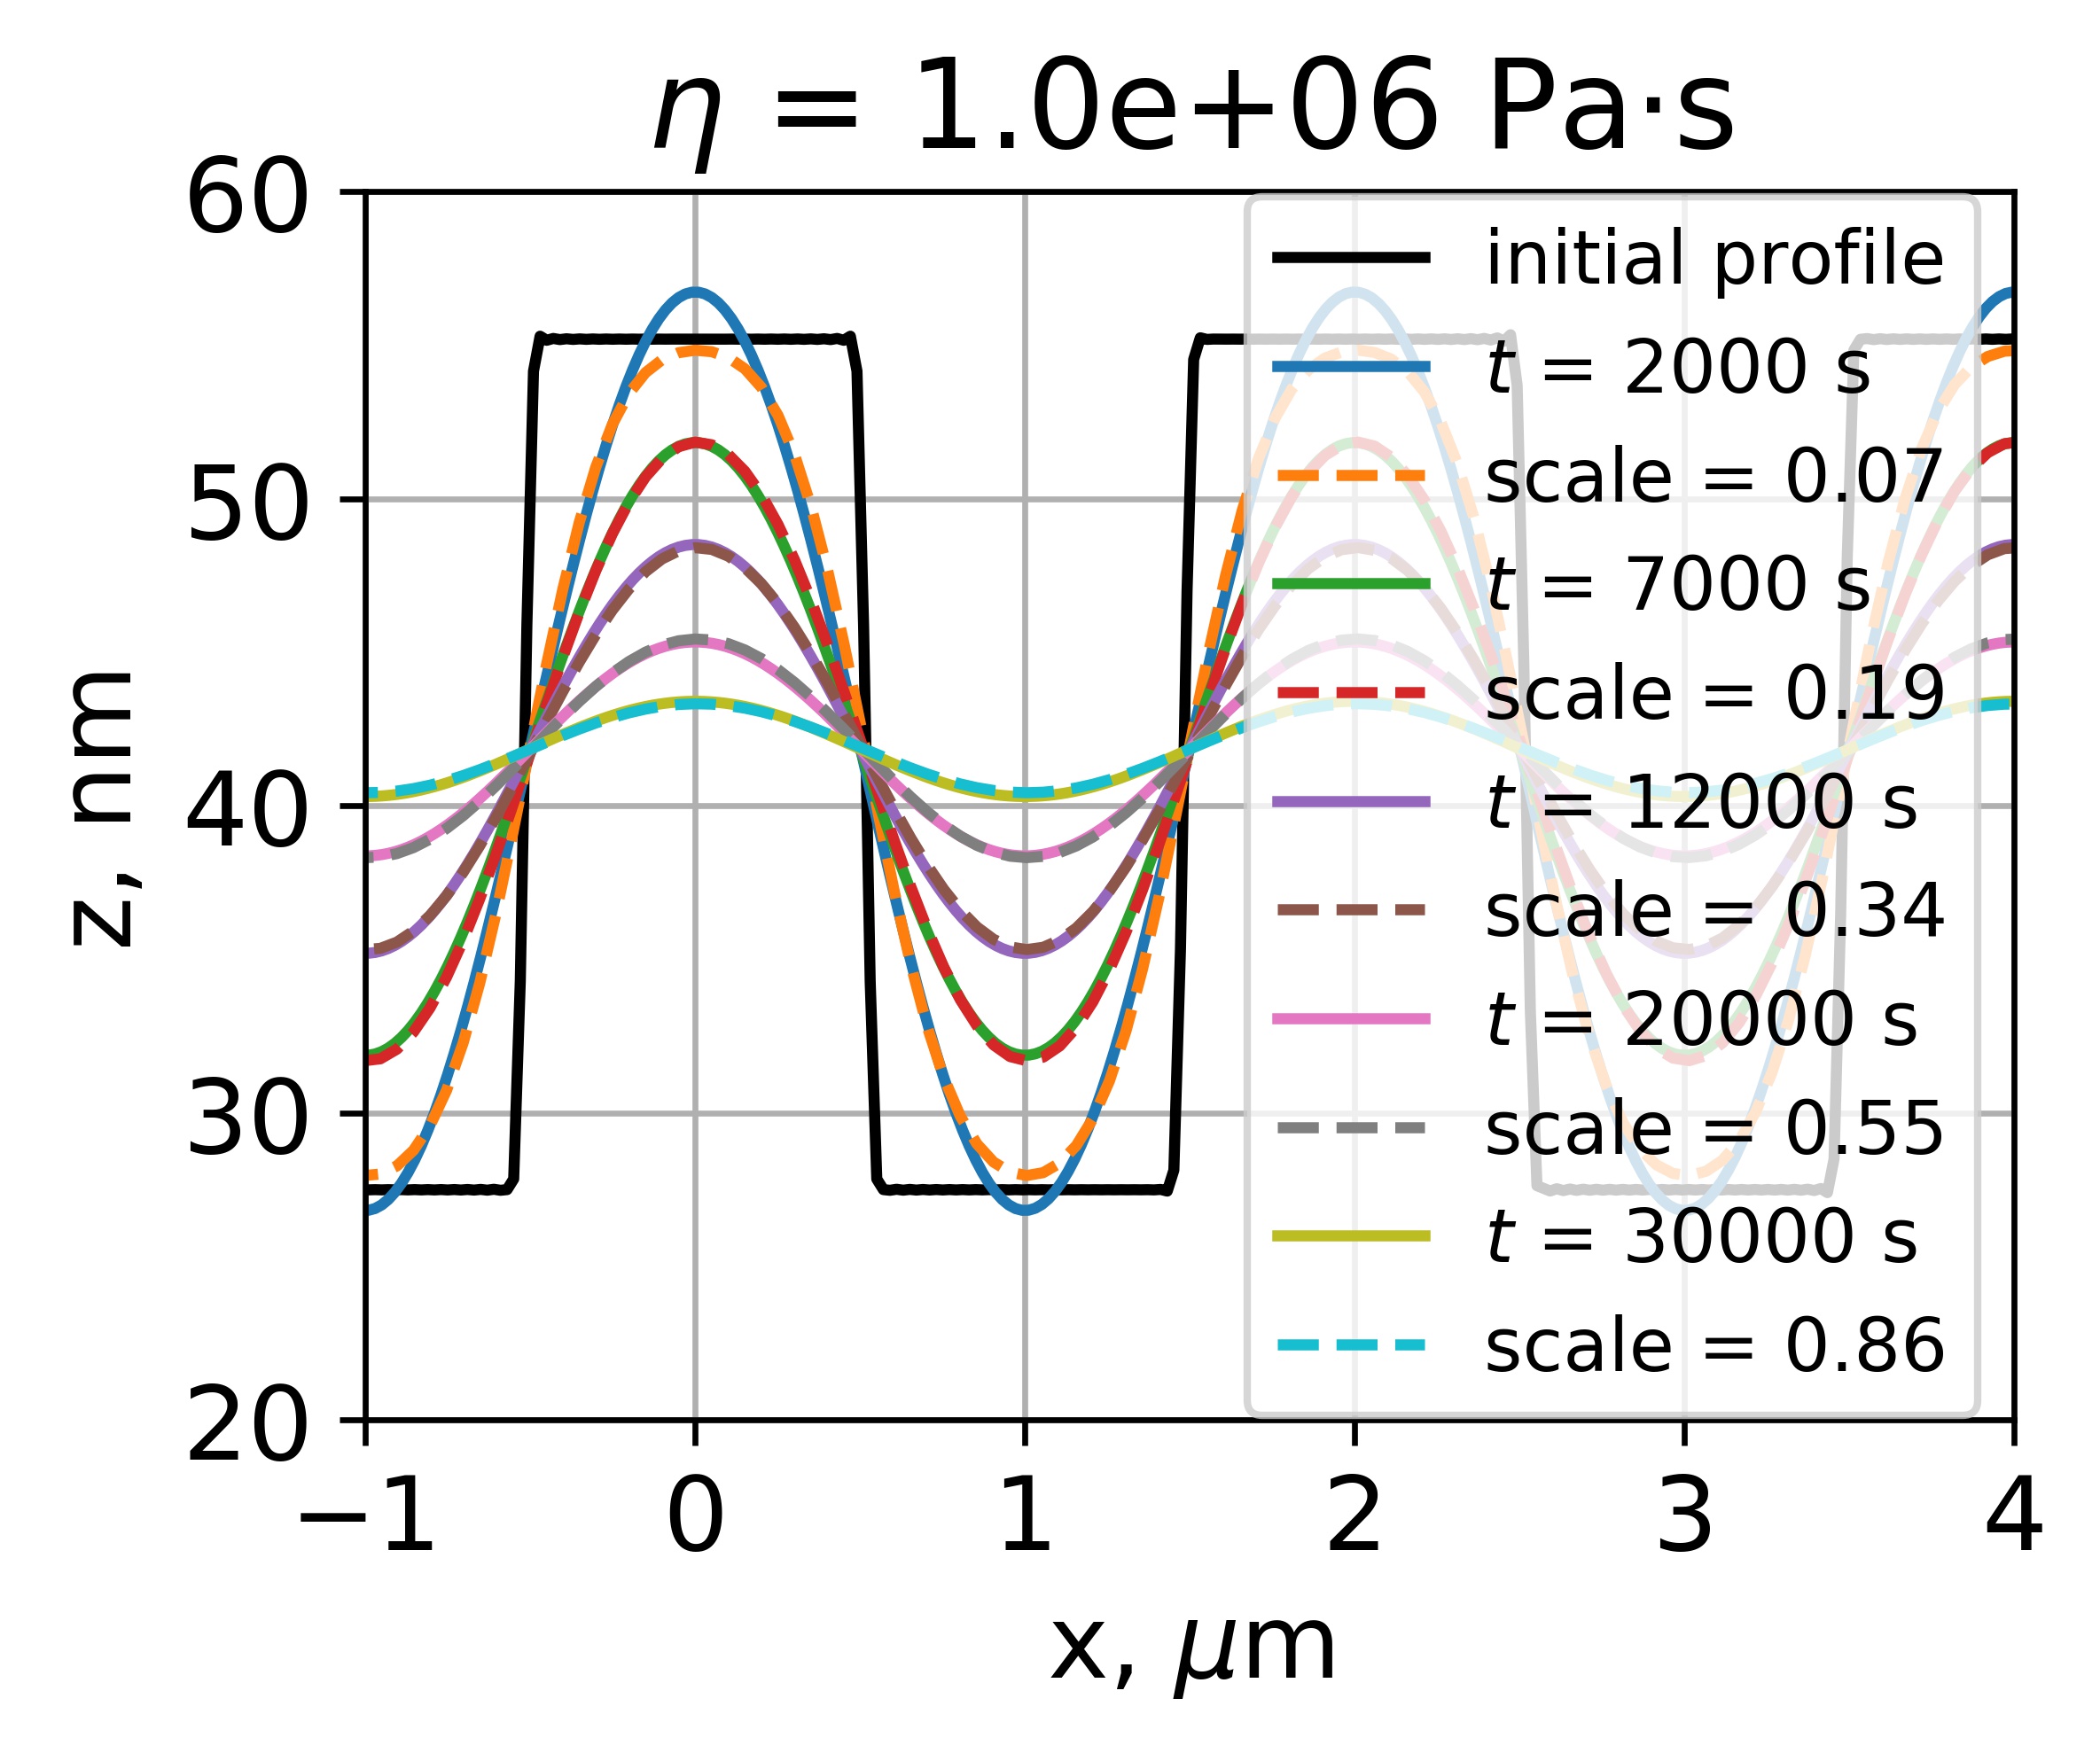 η = 1.0e+06 Pa·s
z, nm
60
50
40
30
20
initial profile
t = 2000 s
scale = 0.07
t = 7000 s
scale = 0.19
t = 12000 s
scale = 0.34
t = 20000 s
scale = 0.55
t = 30000 s
scale = 0.86
−1 0 1 2 3 4
x, μm